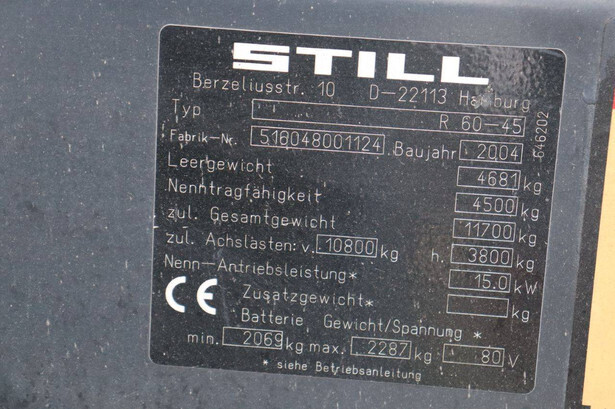 STILL
Berzeliusstr. 10 D-22113 Hamburg
Typ R 60-45
Fabrik-Nr. 516048001124 Baujahr 2004
Leergewicht 4681 kg
Nenntragfähigkeit 4500 kg
zul. Gesamtgewicht 11700 kg
zul. Achslasten: v. 10800 kg h. 3800 kg
Nenn-Antriebsleistung* 15.0 kW
CE Zusatzgewicht* kg
Batterie Gewicht/Spannung *
min. 2069 kg max. 2287 kg 80 V
* siehe Betriebsanleitung
646202